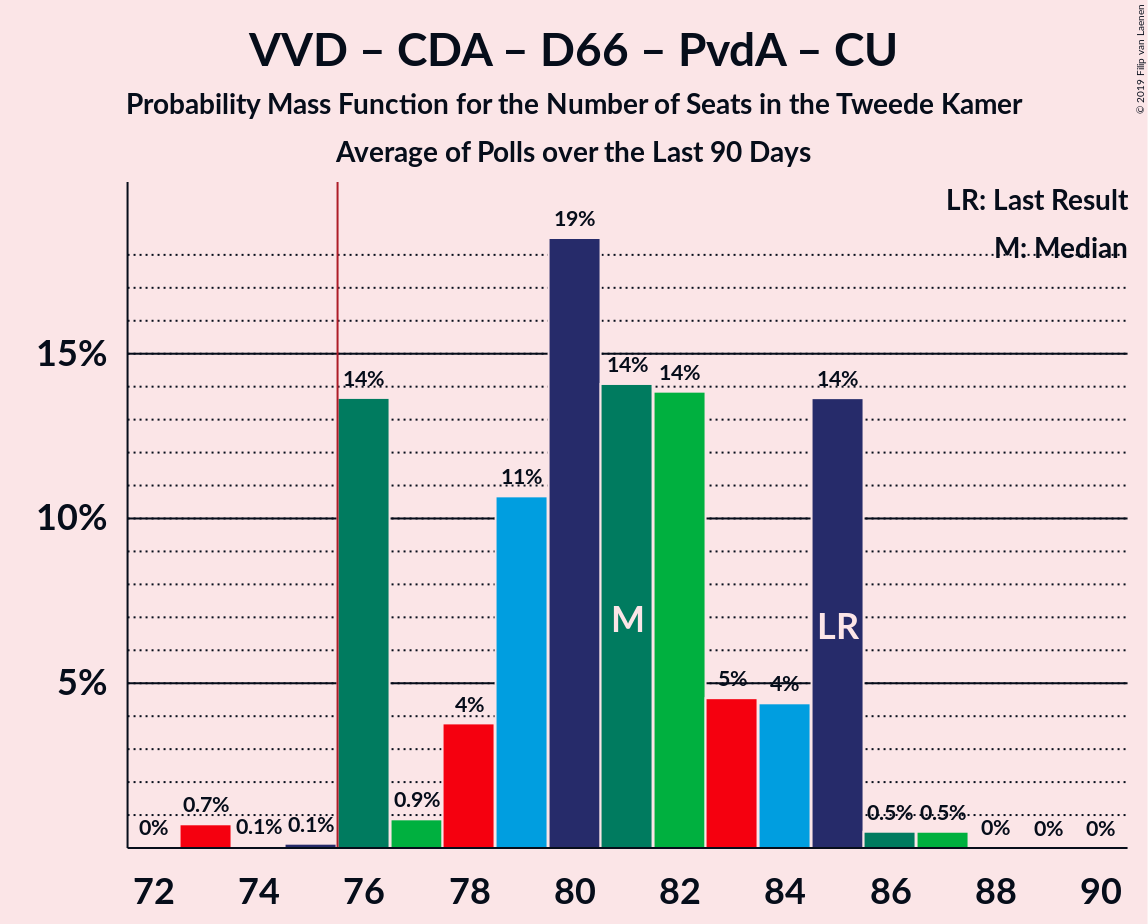 VVD – CDA – D66 – PvdA – CU
Probability Mass Function for the Number of Seats in the Tweede Kamer
Average of Polls over the Last 90 Days
© 2019 Filip van Laenen
LR: Last Result
M: Median
15%
10%
5%
0%
0.7%
0.1%
0.1%
14%
0.9%
4%
11%
19%
14%
14%
5%
4%
14%
0.5%
0.5%
0%
0%
0%
M
LR
72 74 76 78 80 82 84 86 88 90